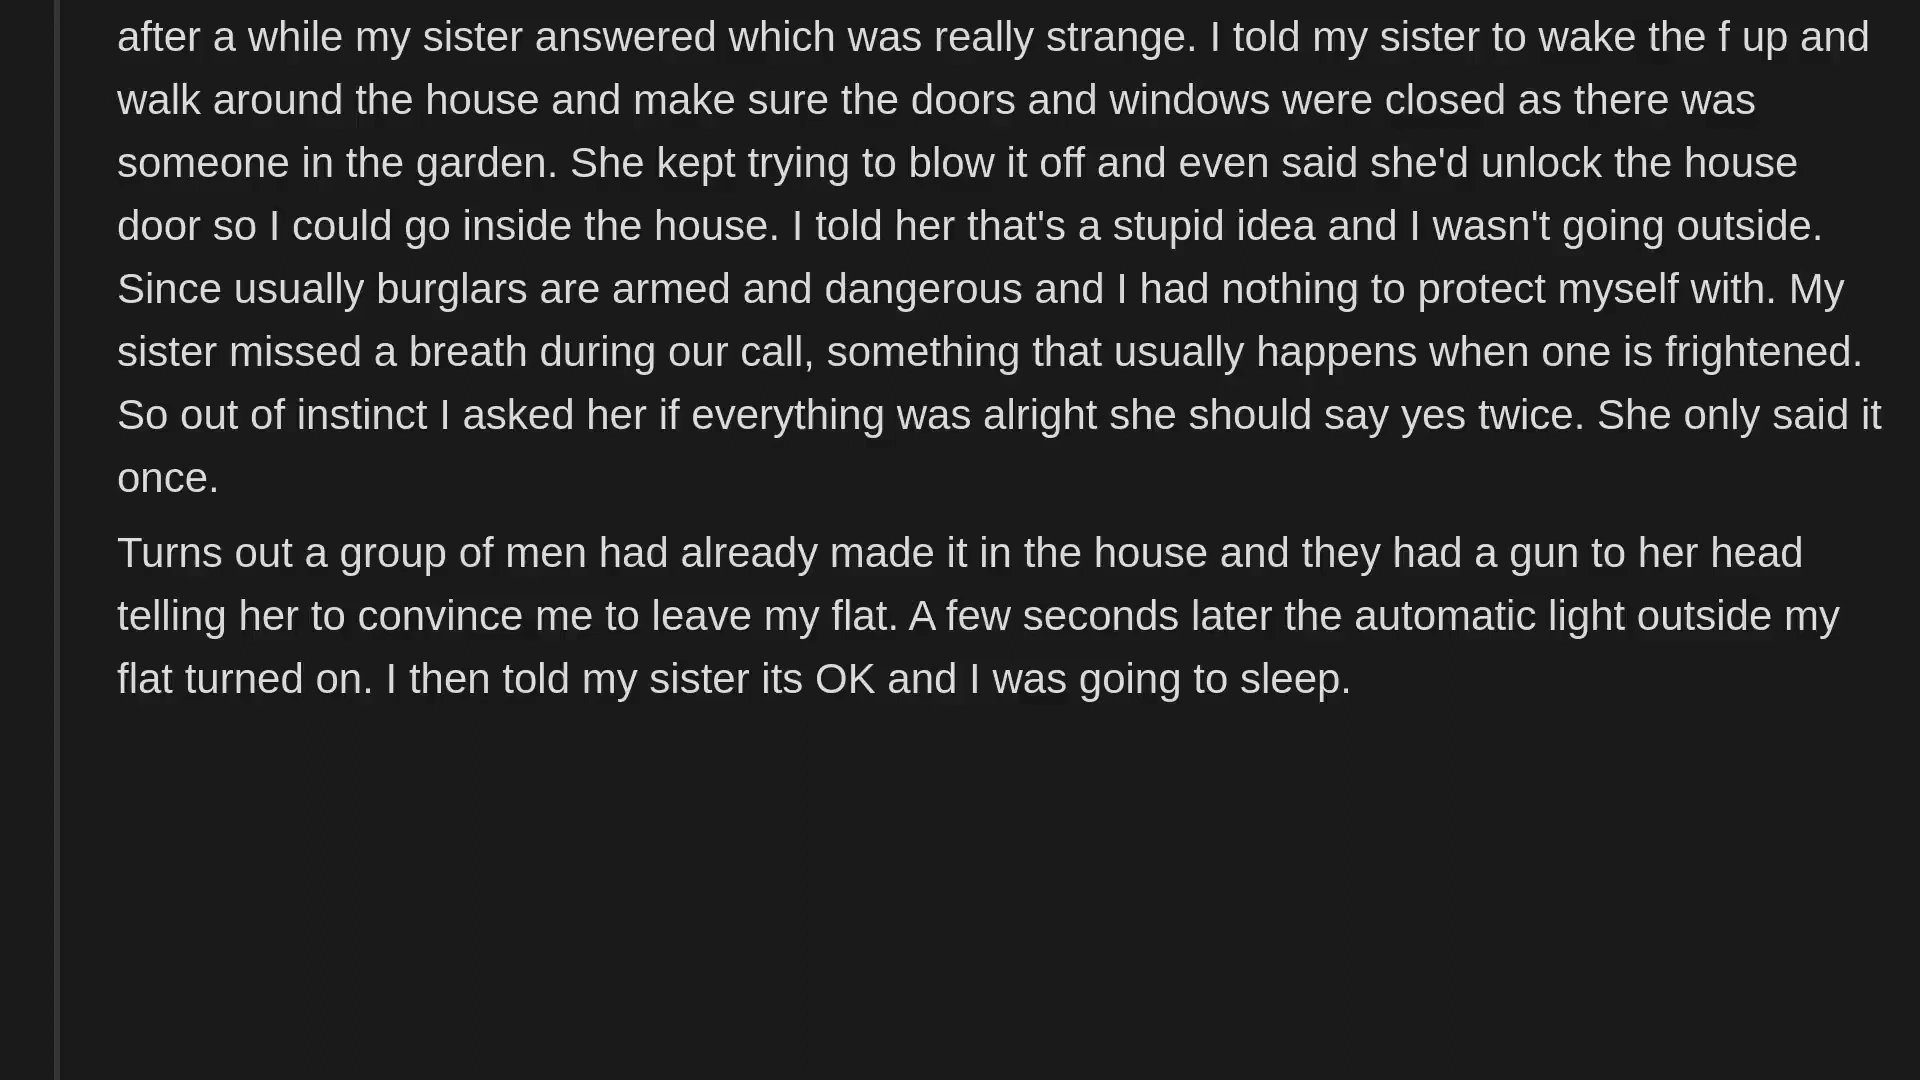 after a while my sister answered which was really strange. I told my sister to wake the f up and
walk around the house and make sure the doors and windows were closed as there was
someone in the garden. She kept trying to blow it off and even said she'd unlock the house
door so I could go inside the house. I told her that's a stupid idea and I wasn't going outside.
Since usually burglars are armed and dangerous and I had nothing to protect myself with. My
sister missed a breath during our call, something that usually happens when one is frightened.
So out of instinct I asked her if everything was alright she should say yes twice. She only said it
once.
Turns out a group of men had already made it in the house and they had a gun to her head
telling her to convince me to leave my flat. A few seconds later the automatic light outside my
flat turned on. I then told my sister its OK and I was going to sleep.